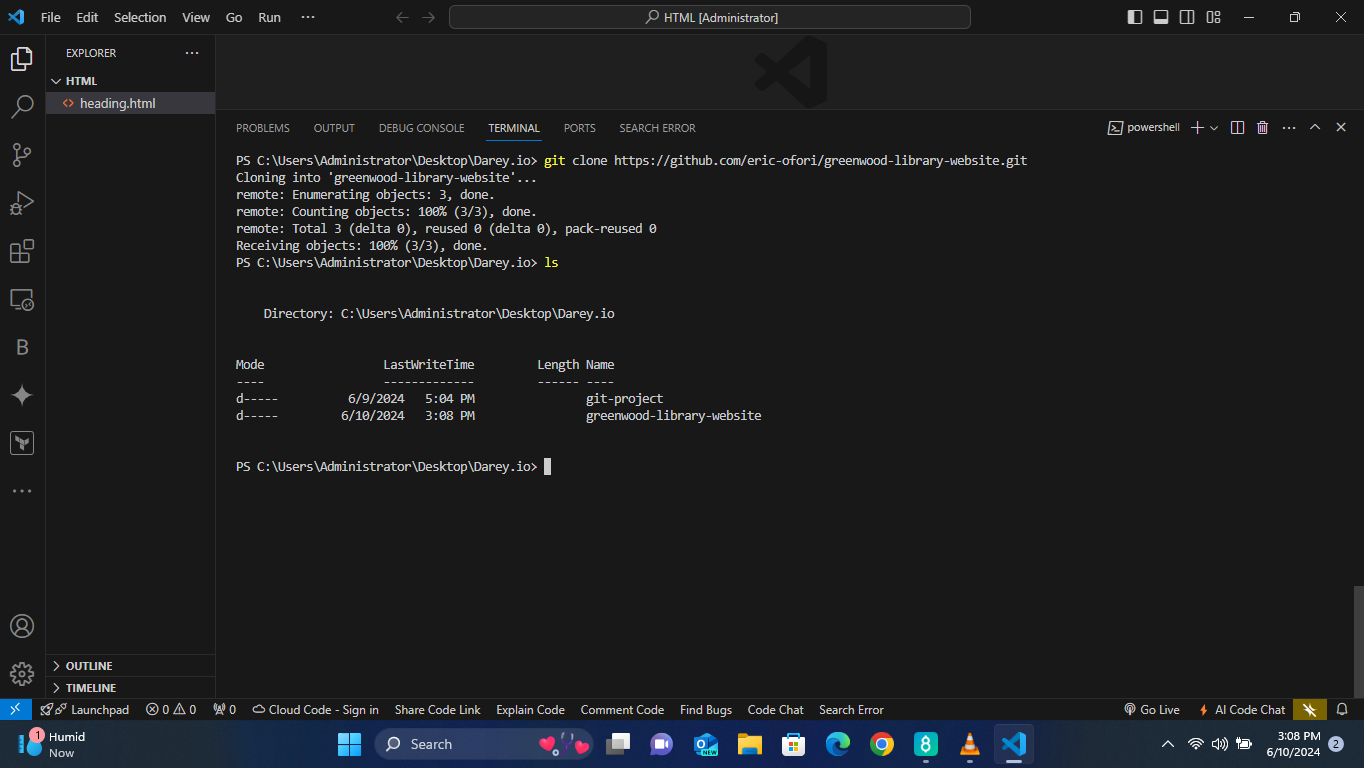 File Edit Selection View Go Run ···
HTML [Administrator]
EXPLORER ···
HTML
<> heading.html
PROBLEMS OUTPUT DEBUG CONSOLE TERMINAL PORTS SEARCH ERROR
powershell
PS C:\Users\Administrator\Desktop\Darey.io> git clone https://github.com/eric-ofori/greenwood-library-website.git
Cloning into 'greenwood-library-website'...
remote: Enumerating objects: 3, done.
remote: Counting objects: 100% (3/3), done.
remote: Total 3 (delta 0), reused 0 (delta 0), pack-reused 0
Receiving objects: 100% (3/3), done.
PS C:\Users\Administrator\Desktop\Darey.io> ls
Directory: C:\Users\Administrator\Desktop\Darey.io
Mode LastWriteTime Length Name
---- ------------- ------ ----
d----- 6/9/2024 5:04 PM git-project
d----- 6/10/2024 3:08 PM greenwood-library-website
PS C:\Users\Administrator\Desktop\Darey.io>
B
OUTLINE
TIMELINE
Launchpad 0 0 0 Cloud Code - Sign in Share Code Link Explain Code Comment Code Find Bugs Code Chat Search Error Go Live AI Code Chat
1 Humid
Now
Search
NEW
8
3:08 PM
6/10/2024
2